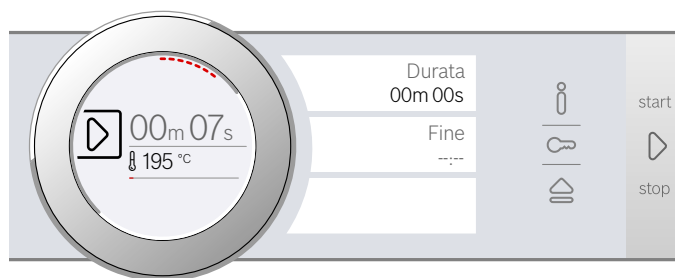 00m 07s
195 °C
Durata
00m 00s
Fine
--:--
start
stop